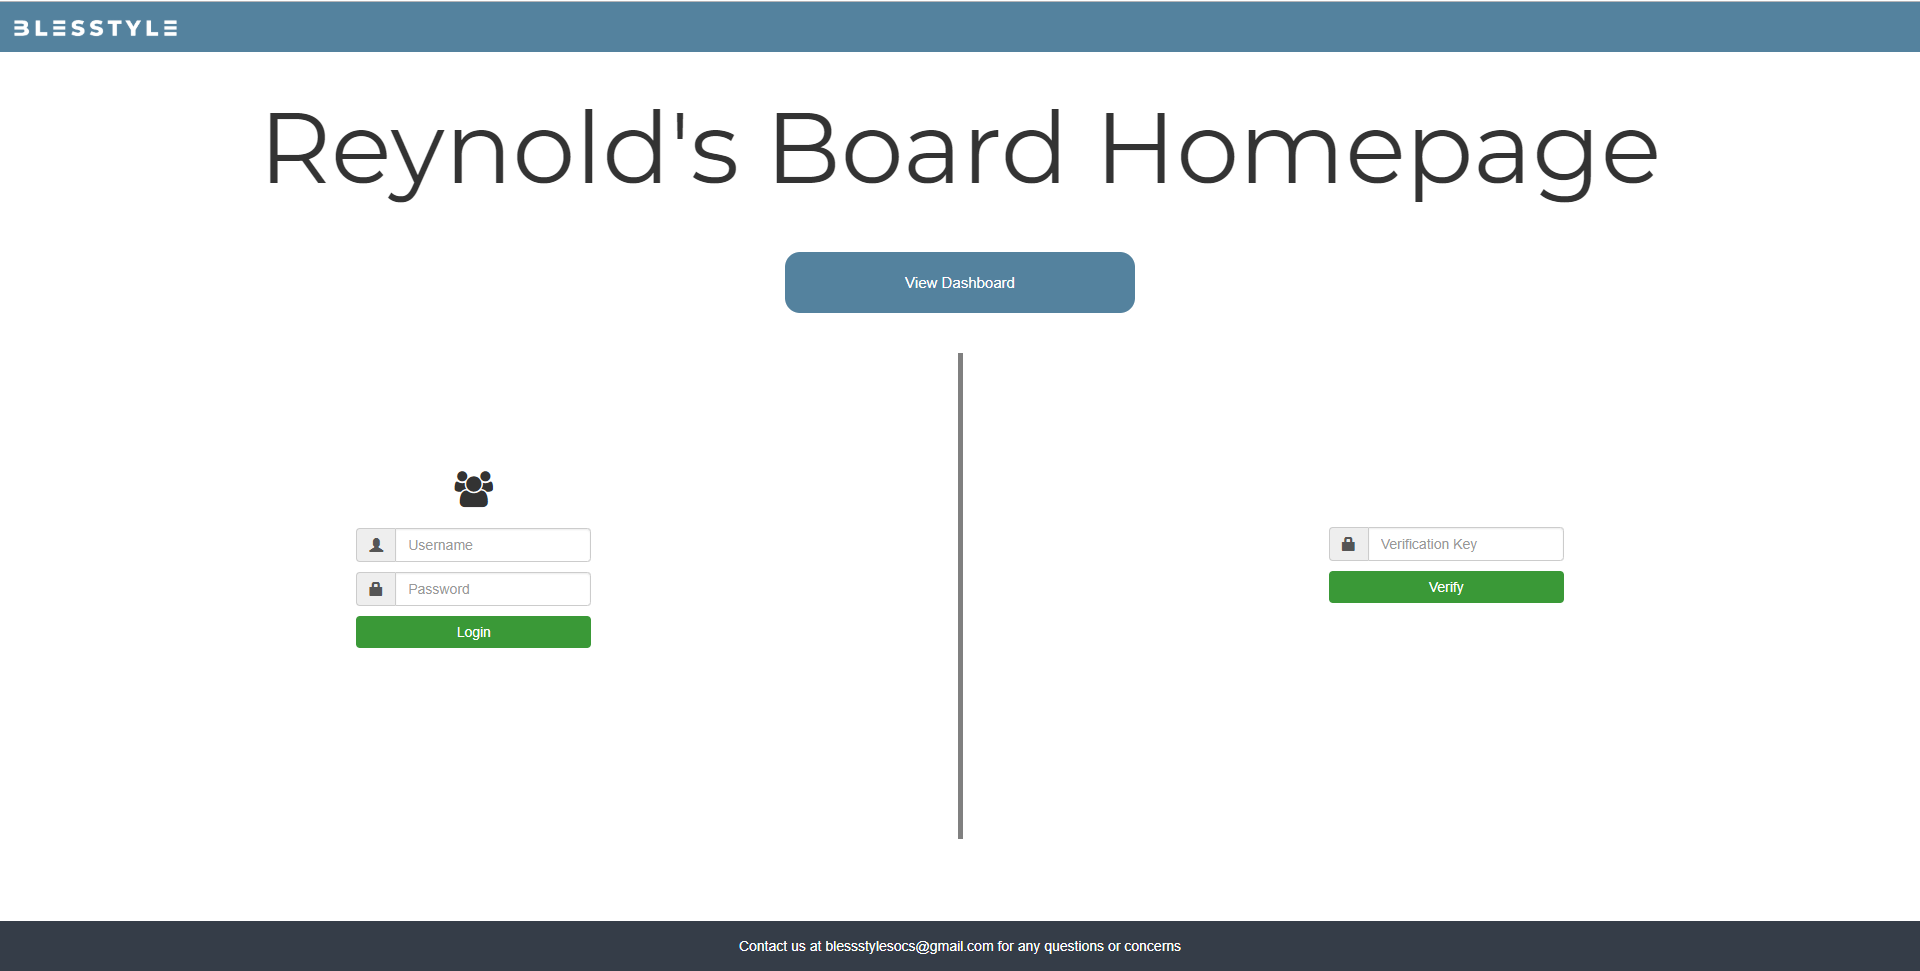 BLESSTYLE
Reynold's Board Homepage
View Dashboard
Username
Password
Login
Verification Key
Verify
Contact us at blessstylesocs@gmail.com for any questions or concerns